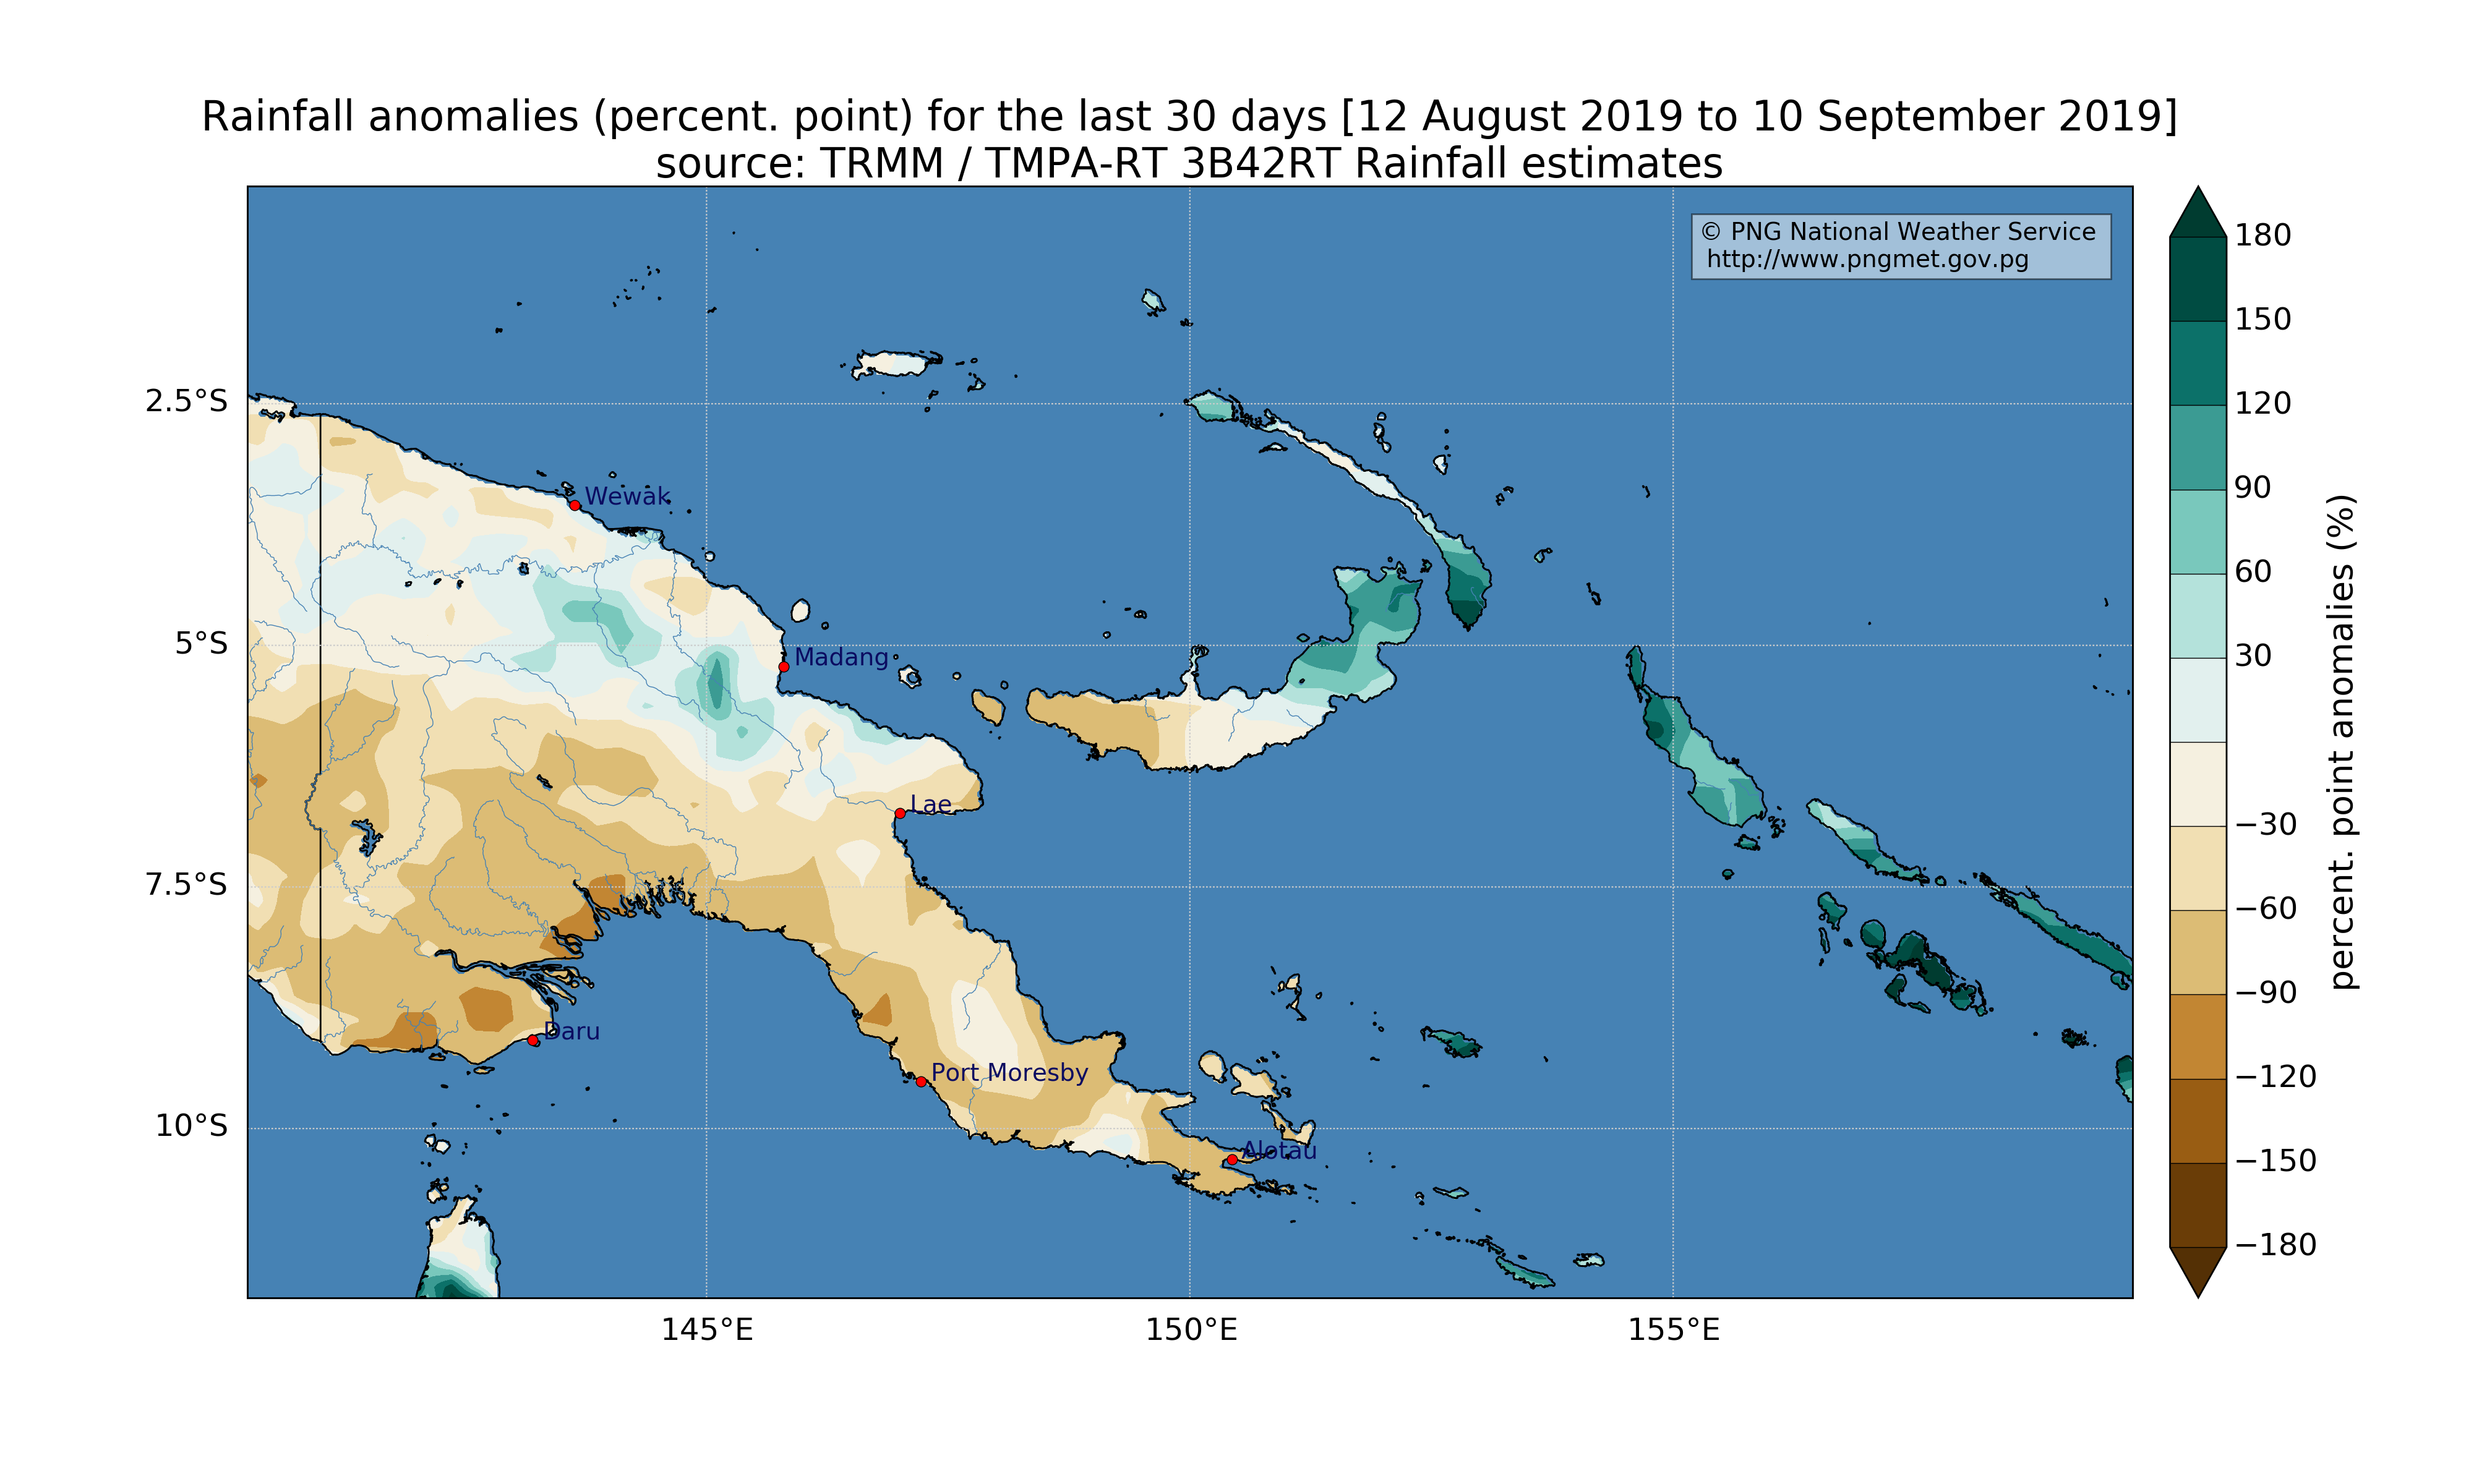 Rainfall anomalies (percent. point) for the last 30 days [12 August 2019 to 10 September 2019]
source: TRMM / TMPA-RT 3B42RT Rainfall estimates
© PNG National Weather Service
http://www.pngmet.gov.pg
2.5°S
5°S
7.5°S
10°S
Wewak
Madang
Lae
Daru
Port Moresby
Alotau
145°E
150°E
155°E
180
150
120
90
60
30
−30
−60
−90
−120
−150
−180
percent. point anomalies (%)